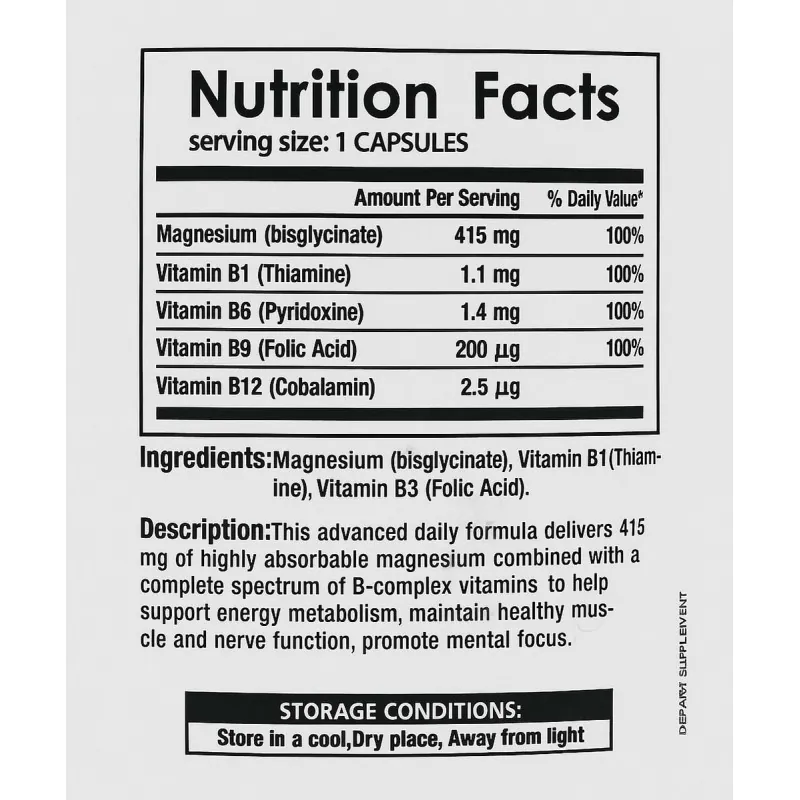 Nutrition Facts
serving size: 1 CAPSULES
Amount Per Serving % Daily Value*
Magnesium (bisglycinate) 415 mg 100%
Vitamin B1 (Thiamine) 1.1 mg 100%
Vitamin B6 (Pyridoxine) 1.4 mg 100%
Vitamin B9 (Folic Acid) 200 µg 100%
Vitamin B12 (Cobalamin) 2.5 µg
Ingredients:Magnesium (bisglycinate), Vitamin B1(Thiam-
ine), Vitamin B3 (Folic Acid).
Description:This advanced daily formula delivers 415
mg of highly absorbable magnesium combined with a
complete spectrum of B-complex vitamins to help
support energy metabolism, maintain healthy mus-
cle and nerve function, promote mental focus.
STORAGE CONDITIONS:
Store in a cool,Dry place, Away from light